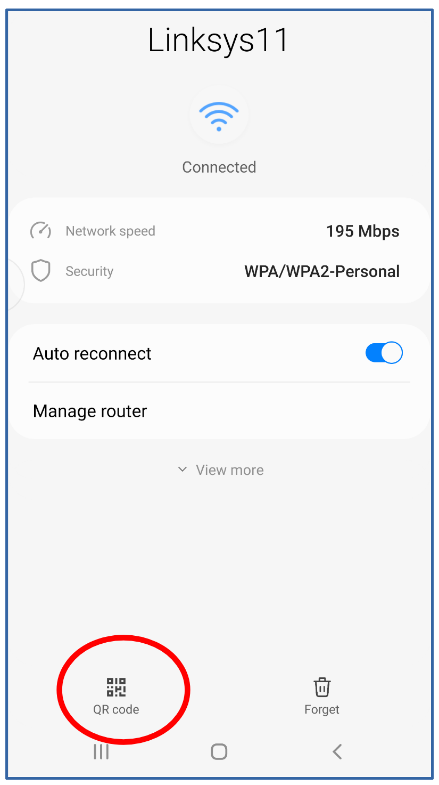 Linksys11
Connected
Network speed 195 Mbps
Security WPA/WPA2-Personal
Auto reconnect
Manage router
View more
QR code Forget